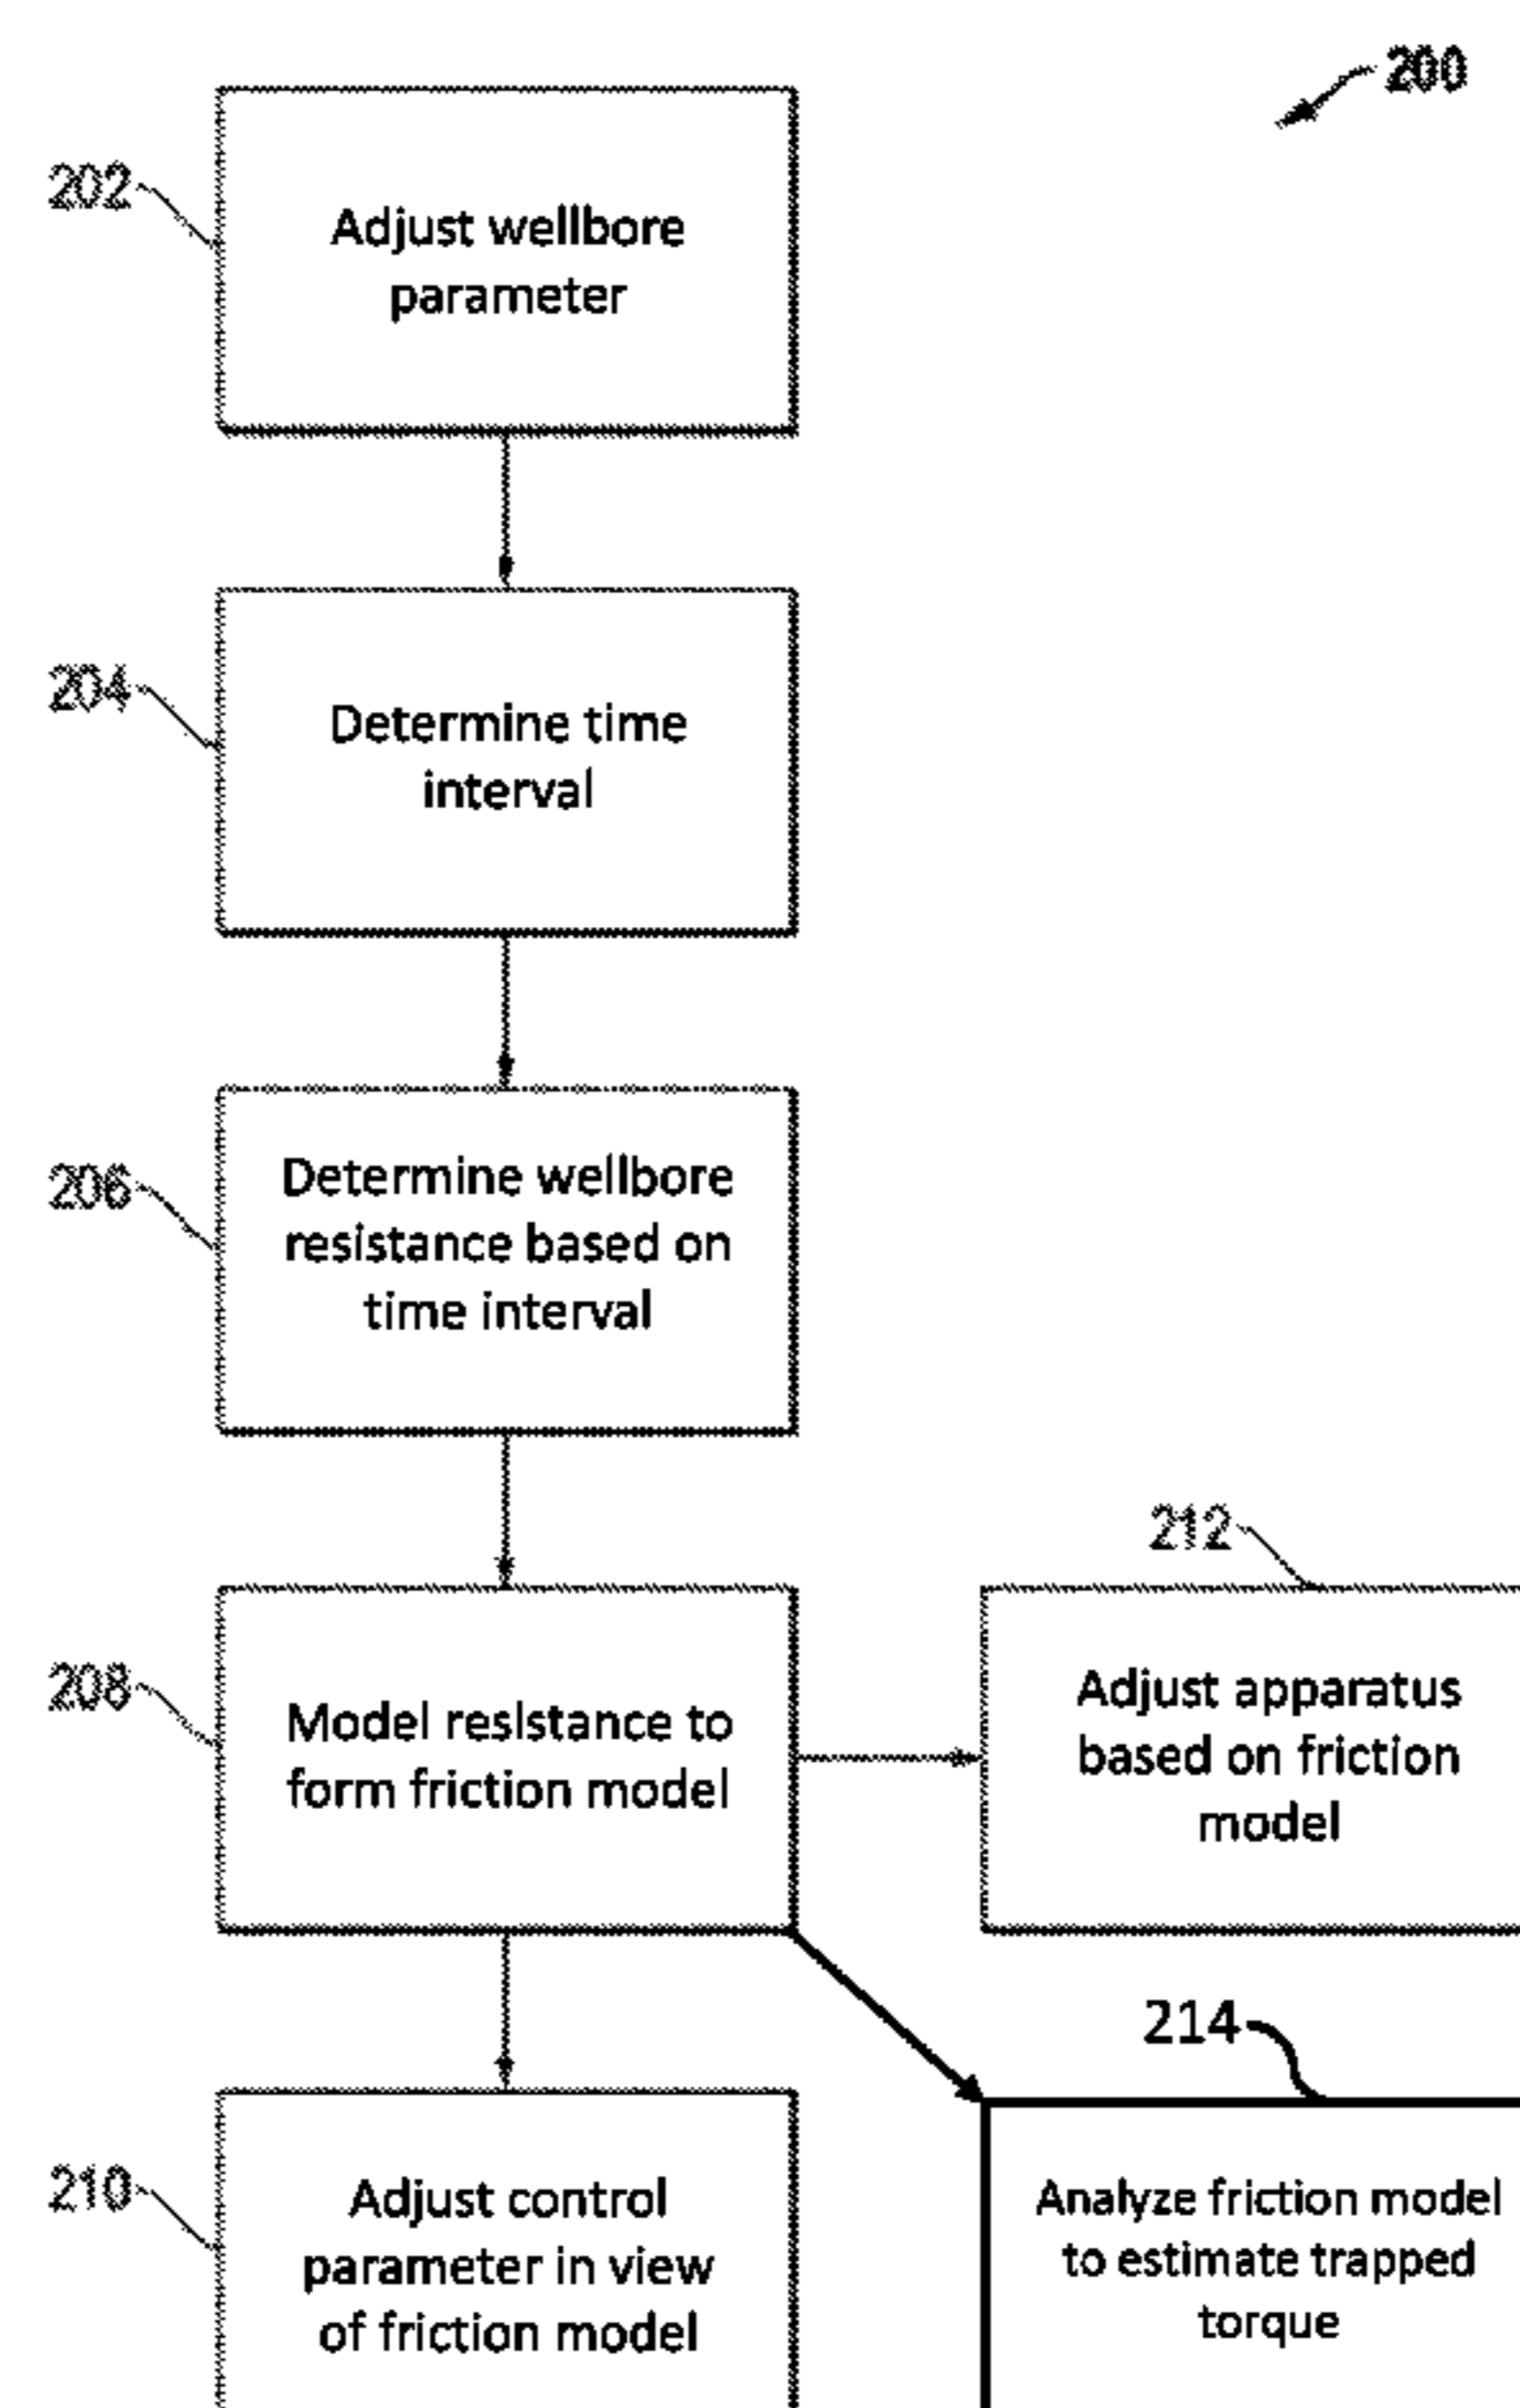 200
202
Adjust wellbore
parameter
204
Determine time
interval
206
Determine wellbore
resistance based on
time interval
212
208
Model resistance to
form friction model
Adjust apparatus
based on friction
model
214
210
Adjust control
parameter in view
of friction model
Analyze friction model
to estimate trapped
torque